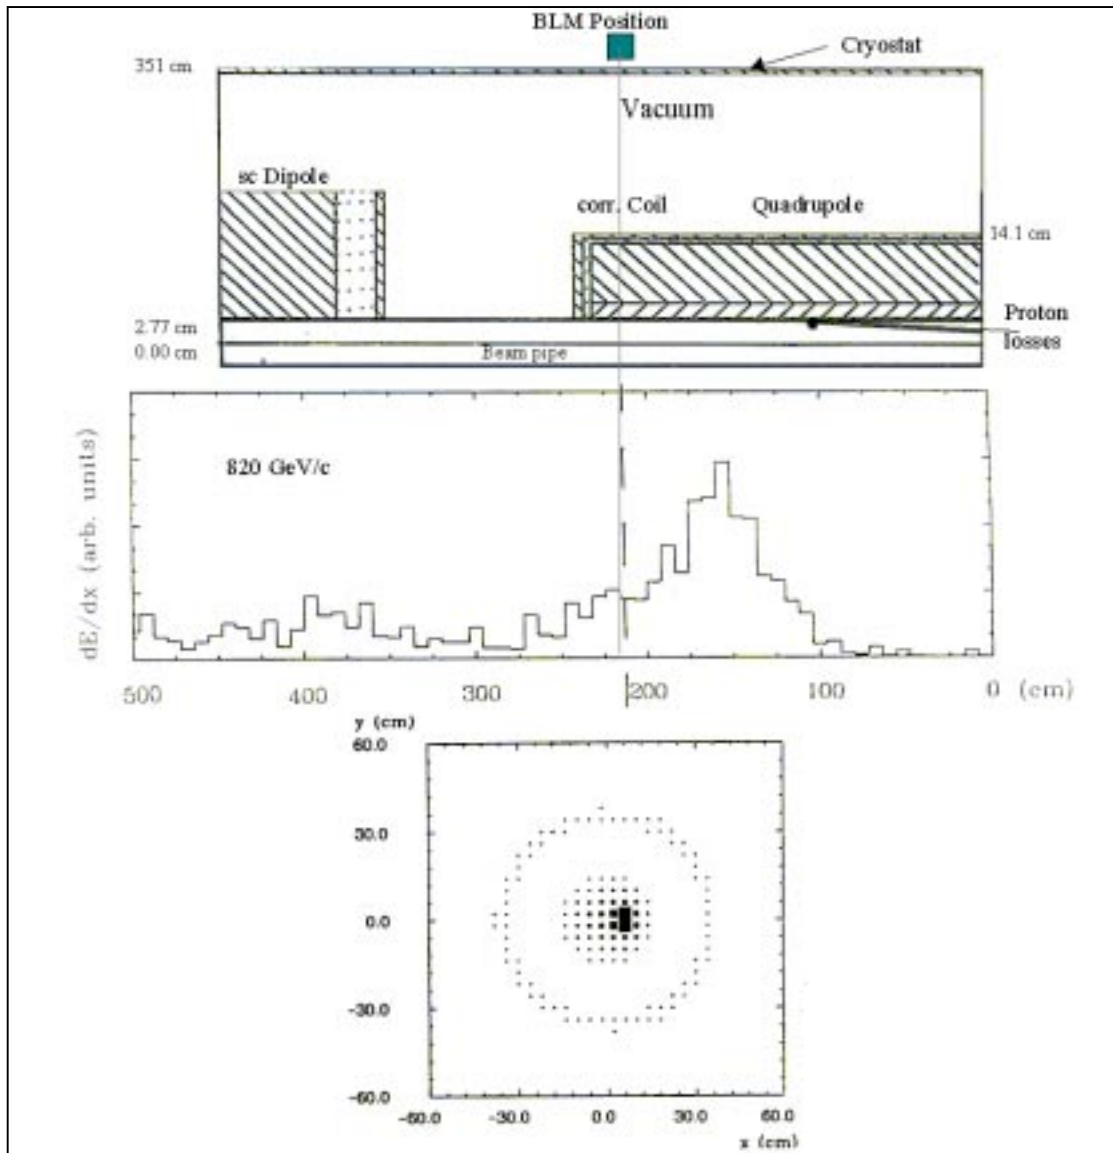 BLM Position
Cryostat
351 cm
Vacuum
sc Dipole
corr. Coil
Quadrupole
14.1 cm
2.77 cm
Proton
losses
0.00 cm
Beam pipe
dE/dx (arb. units)
820 GeV/c
500 400 300 200 100 0 (cm)
y (cm)
60.0
30.0
0.0
-30.0
-60.0
-60.0 -30.0 0.0 30.0 60.0
x (cm)